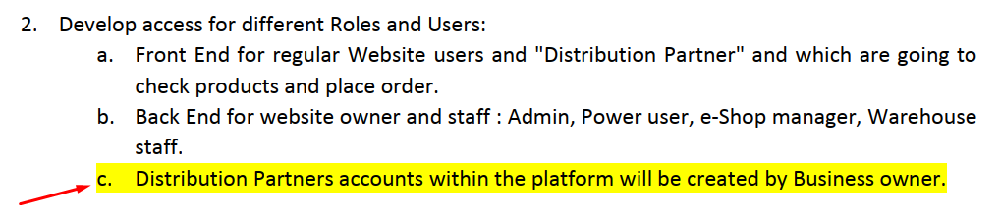 2. Develop access for different Roles and Users:
a. Front End for regular Website users and "Distribution Partner" and which are going to
check products and place order.
b. Back End for website owner and staff : Admin, Power user, e-Shop manager, Warehouse
staff.
c. Distribution Partners accounts within the platform will be created by Business owner.